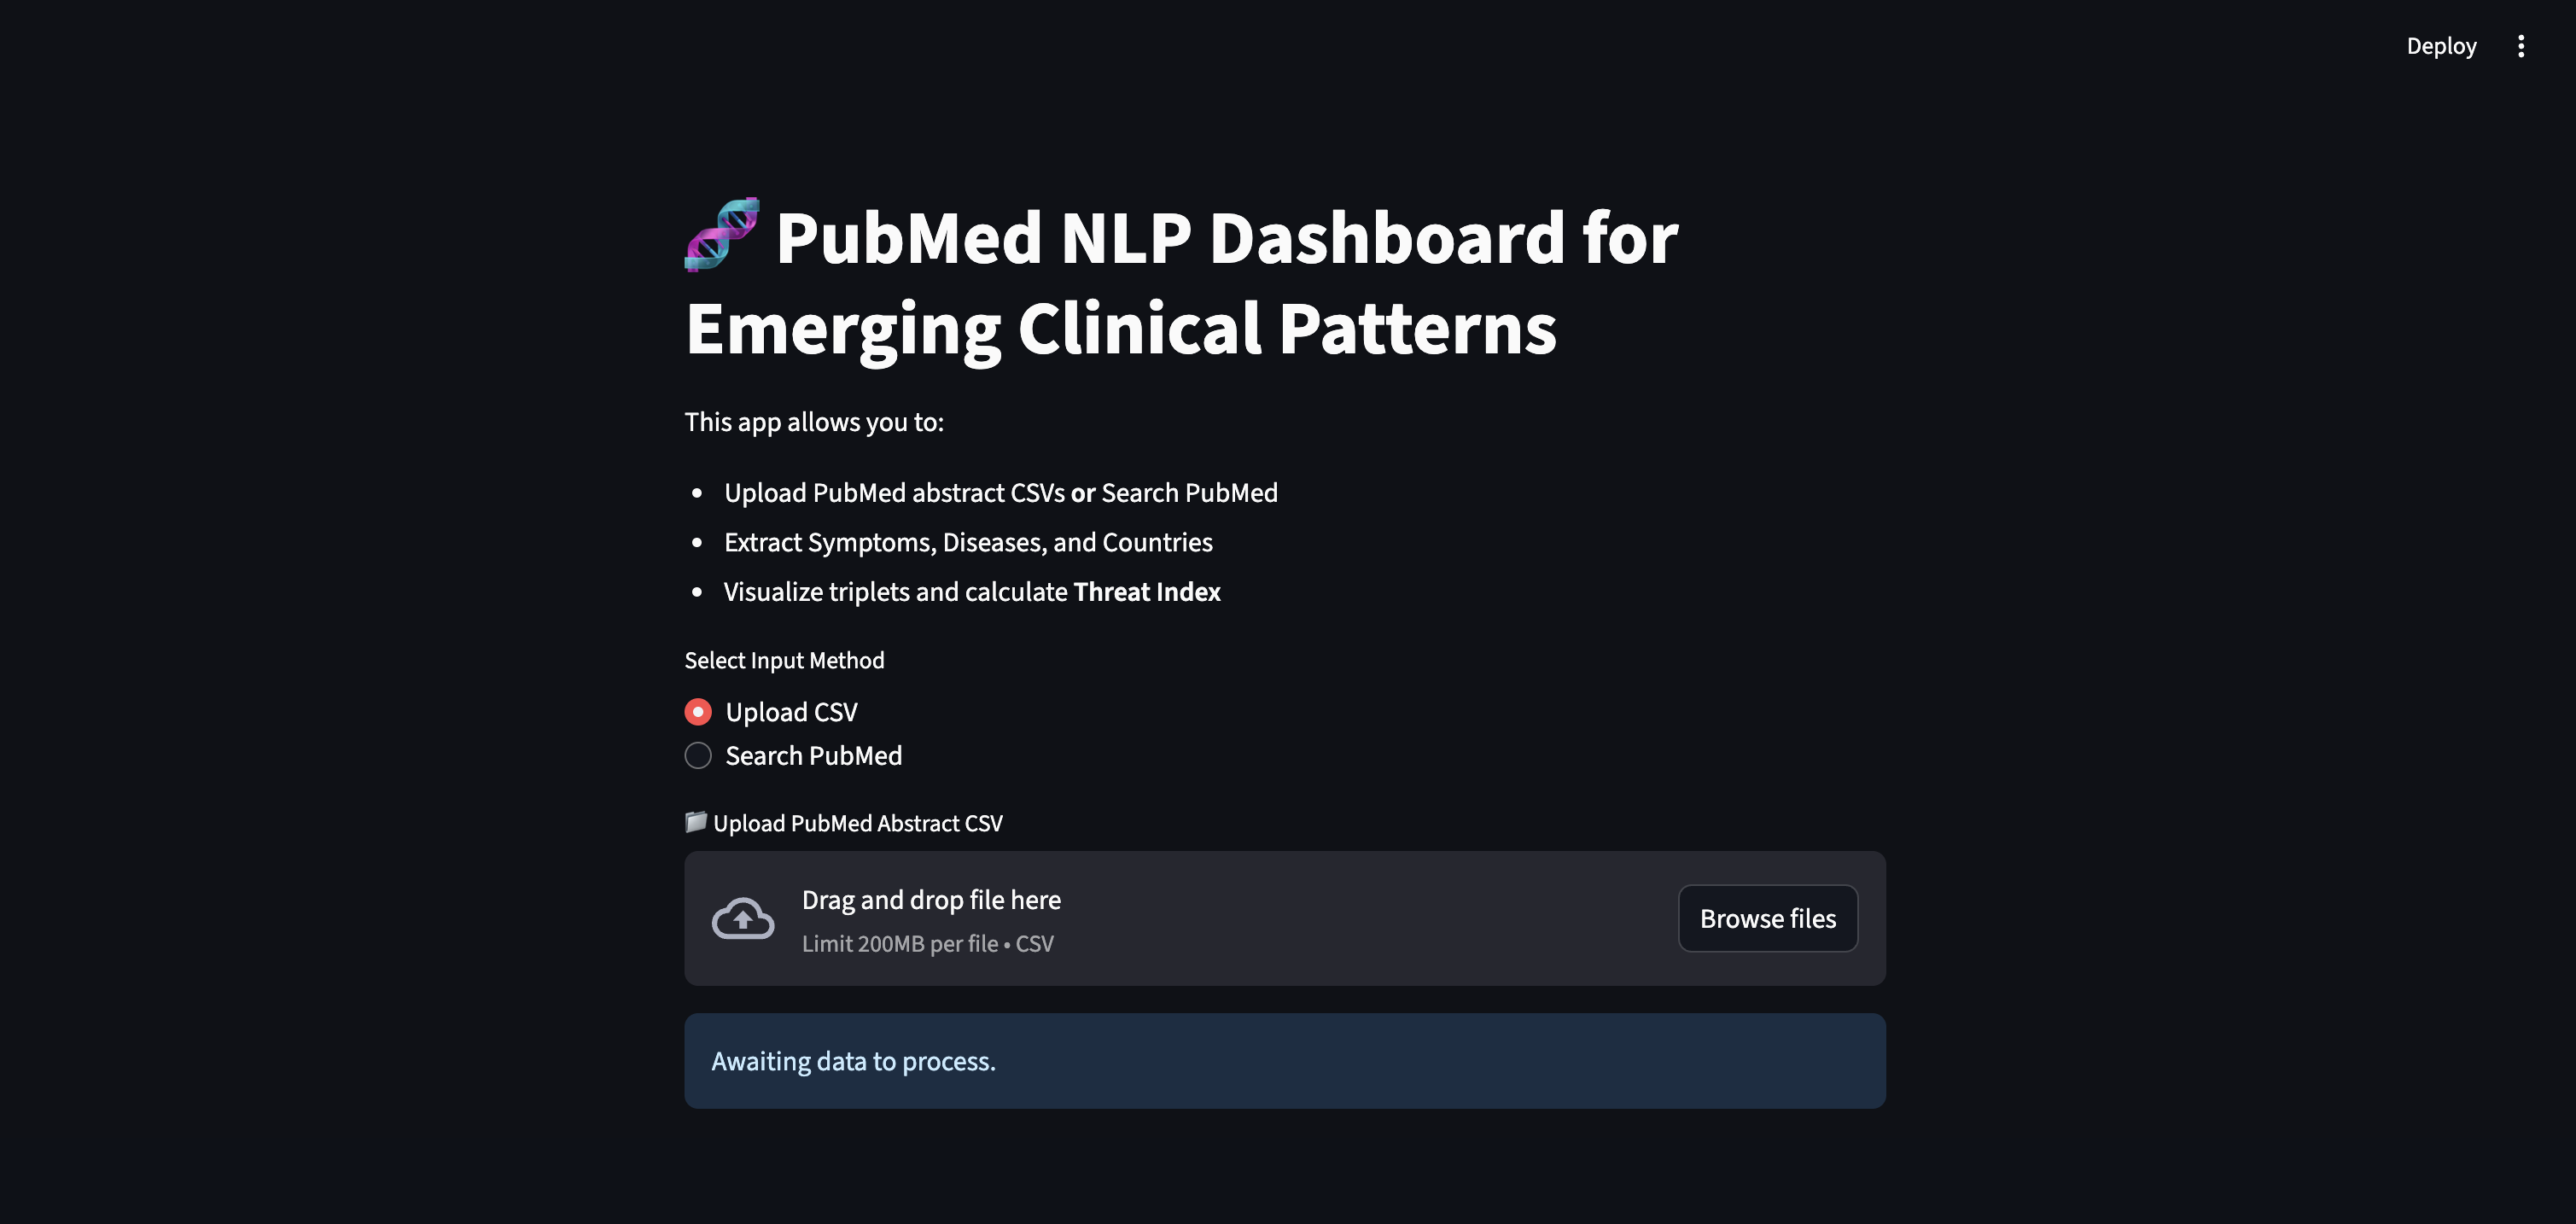 Deploy
PubMed NLP Dashboard for
Emerging Clinical Patterns
This app allows you to:
Upload PubMed abstract CSVs or Search PubMed
Extract Symptoms, Diseases, and Countries
Visualize triplets and calculate Threat Index
Select Input Method
Upload CSV
Search PubMed
Upload PubMed Abstract CSV
Drag and drop file here
Limit 200MB per file • CSV
Browse files
Awaiting data to process.